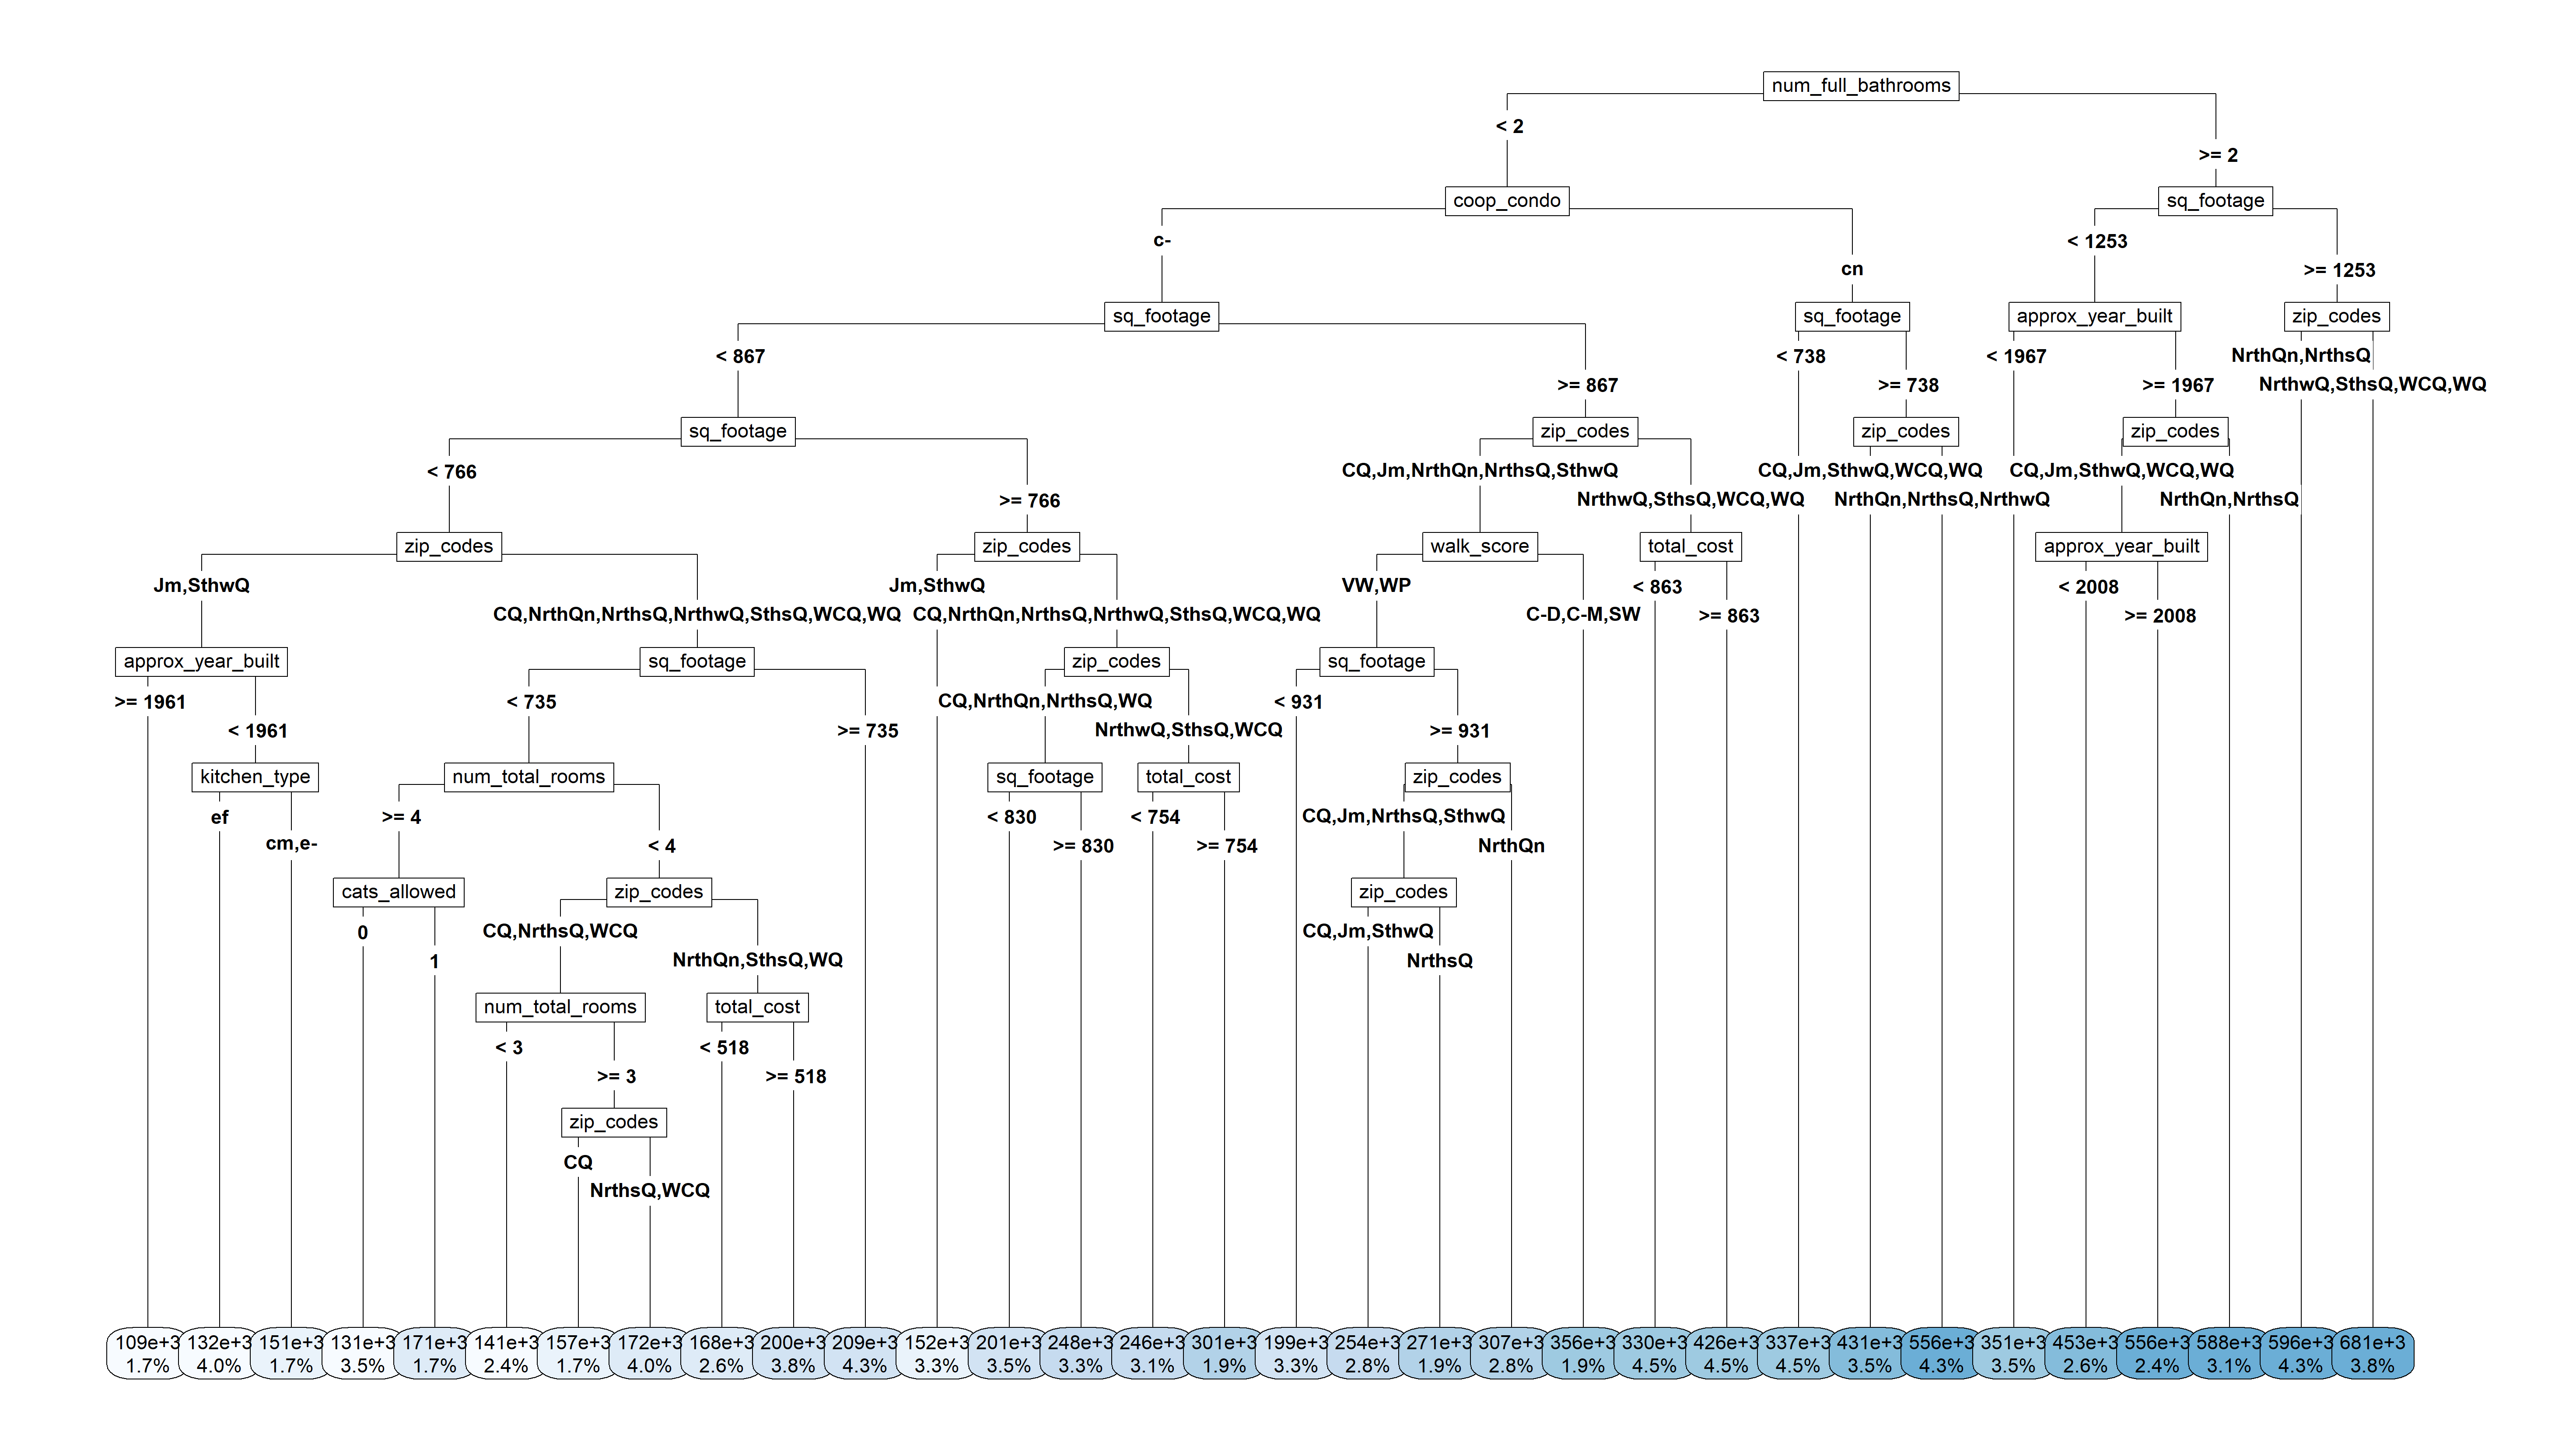 num_full_bathrooms
< 2
>= 2
coop_condo
sq_footage
c-
< 1253
cn
>= 1253
sq_footage
sq_footage
approx_year_built
zip_codes
< 867
< 738
< 1967
NrthQn,NrthsQ
>= 867
>= 738
>= 1967
NrthwQ,SthsQ,WCQ,WQ
sq_footage
zip_codes
zip_codes
zip_codes
< 766
CQ,Jm,NrthQn,NrthsQ,SthwQ
CQ,Jm,SthwQ,WCQ,WQ
CQ,Jm,SthwQ,WCQ,WQ
>= 766
NrthwQ,SthsQ,WCQ,WQ
NrthQn,NrthsQ,NrthwQ
NrthQn,NrthsQ
zip_codes
zip_codes
walk_score
total_cost
approx_year_built
Jm,SthwQ
Jm,SthwQ
VW,WP
< 863
< 2008
CQ,NrthQn,NrthsQ,NrthwQ,SthsQ,WCQ,WQ
CQ,NrthQn,NrthsQ,NrthwQ,SthsQ,WCQ,WQ
C-D,C-M,SW
>= 863
>= 2008
approx_year_built
sq_footage
zip_codes
sq_footage
>= 1961
< 735
CQ,NrthQn,NrthsQ,WQ
< 931
< 1961
>= 735
NrthwQ,SthsQ,WCQ
>= 931
kitchen_type
num_total_rooms
sq_footage
total_cost
zip_codes
ef
>= 4
< 830
< 754
CQ,Jm,NrthsQ,SthwQ
cm,e-
< 4
>= 830
>= 754
NrthQn
cats_allowed
zip_codes
zip_codes
0
CQ,NrthsQ,WCQ
CQ,Jm,SthwQ
1
NrthQn,SthsQ,WQ
NrthsQ
num_total_rooms
total_cost
< 3
< 518
>= 3
>= 518
zip_codes
CQ
NrthsQ,WCQ
109e+3 132e+3 151e+3 131e+3 171e+3 141e+3 157e+3 172e+3 168e+3 200e+3 209e+3 152e+3 201e+3 248e+3 246e+3 301e+3 199e+3 254e+3 271e+3 307e+3 356e+3 330e+3 426e+3 337e+3 431e+3 556e+3 351e+3 453e+3 556e+3 588e+3 596e+3 681e+3
1.7% 4.0% 1.7% 3.5% 1.7% 2.4% 1.7% 4.0% 2.6% 3.8% 4.3% 3.3% 3.5% 3.3% 3.1% 1.9% 3.3% 2.8% 1.9% 2.8% 1.9% 4.5% 4.5% 4.5% 3.5% 4.3% 3.5% 2.6% 2.4% 3.1% 4.3% 3.8%